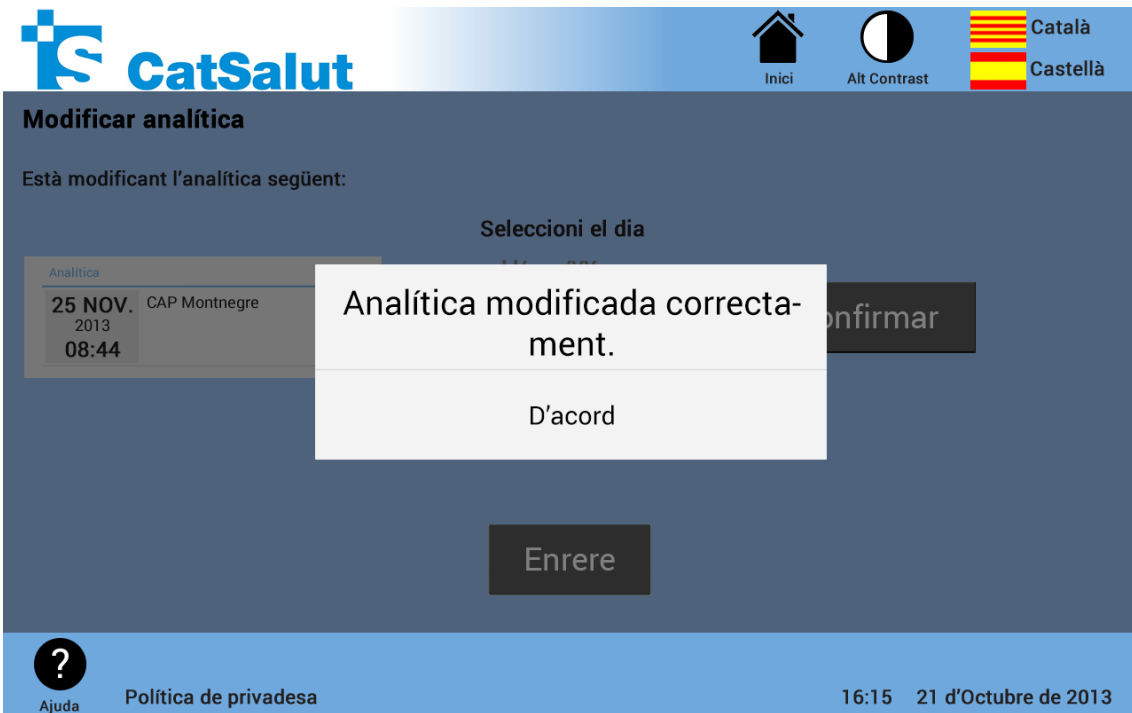 CatSalut
Inici
Alt Contrast
Català
Castellà
Modificar analítica
Està modificant l'analítica següent:
Seleccioni el dia
Analítica
25 NOV.
2013
08:44
CAP Montnegre
Analítica modificada correcta-
ment.
D'acord
onfirmar
Enrere
?
Ajuda
Política de privadesa
16:15 21 d'Octubre de 2013